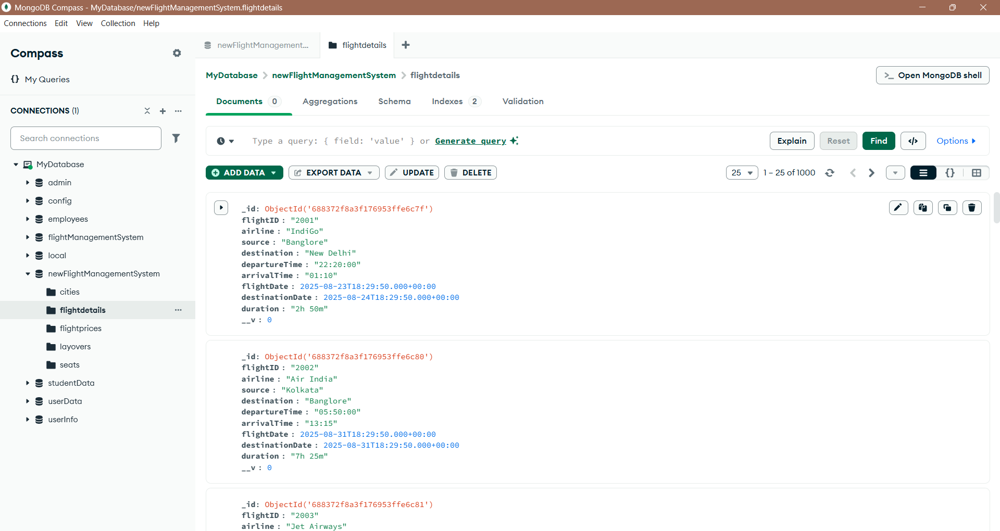 MongoDB Compass - MyDatabase/newFlightManagementSystem.flightdetails
Connections Edit View Collection Help
Compass
{} My Queries
CONNECTIONS (1)
Search connections
MyDatabase
admin
config
employees
flightManagementSystem
local
newFlightManagementSystem
cities
flightdetails
flightprices
layovers
seats
studentData
userData
userInfo
newFlightManagement...
flightdetails
MyDatabase > newFlightManagementSystem > flightdetails
>_ Open MongoDB shell
Documents 0 Aggregations Schema Indexes 2 Validation
Type a query: { field: 'value' } or Generate query
Explain Reset Find </> Options
ADD DATA EXPORT DATA UPDATE DELETE
25 1 – 25 of 1000 {}
_id: ObjectId('688372f8a3f176953ffe6c7f')
flightID : "2001"
airline : "IndiGo"
source : "Banglore"
destination : "New Delhi"
departureTime : "22:20:00"
arrivalTime : "01:10"
flightDate : 2025-08-23T18:29:50.000+00:00
destinationDate : 2025-08-24T18:29:50.000+00:00
duration : "2h 50m"
__v : 0
_id: ObjectId('688372f8a3f176953ffe6c80')
flightID : "2002"
airline : "Air India"
source : "Kolkata"
destination : "Banglore"
departureTime : "05:50:00"
arrivalTime : "13:15"
flightDate : 2025-08-31T18:29:50.000+00:00
destinationDate : 2025-08-31T18:29:50.000+00:00
duration : "7h 25m"
__v : 0
_id: ObjectId('688372f8a3f176953ffe6c81')
flightID : "2003"
airline : "Jet Airways"